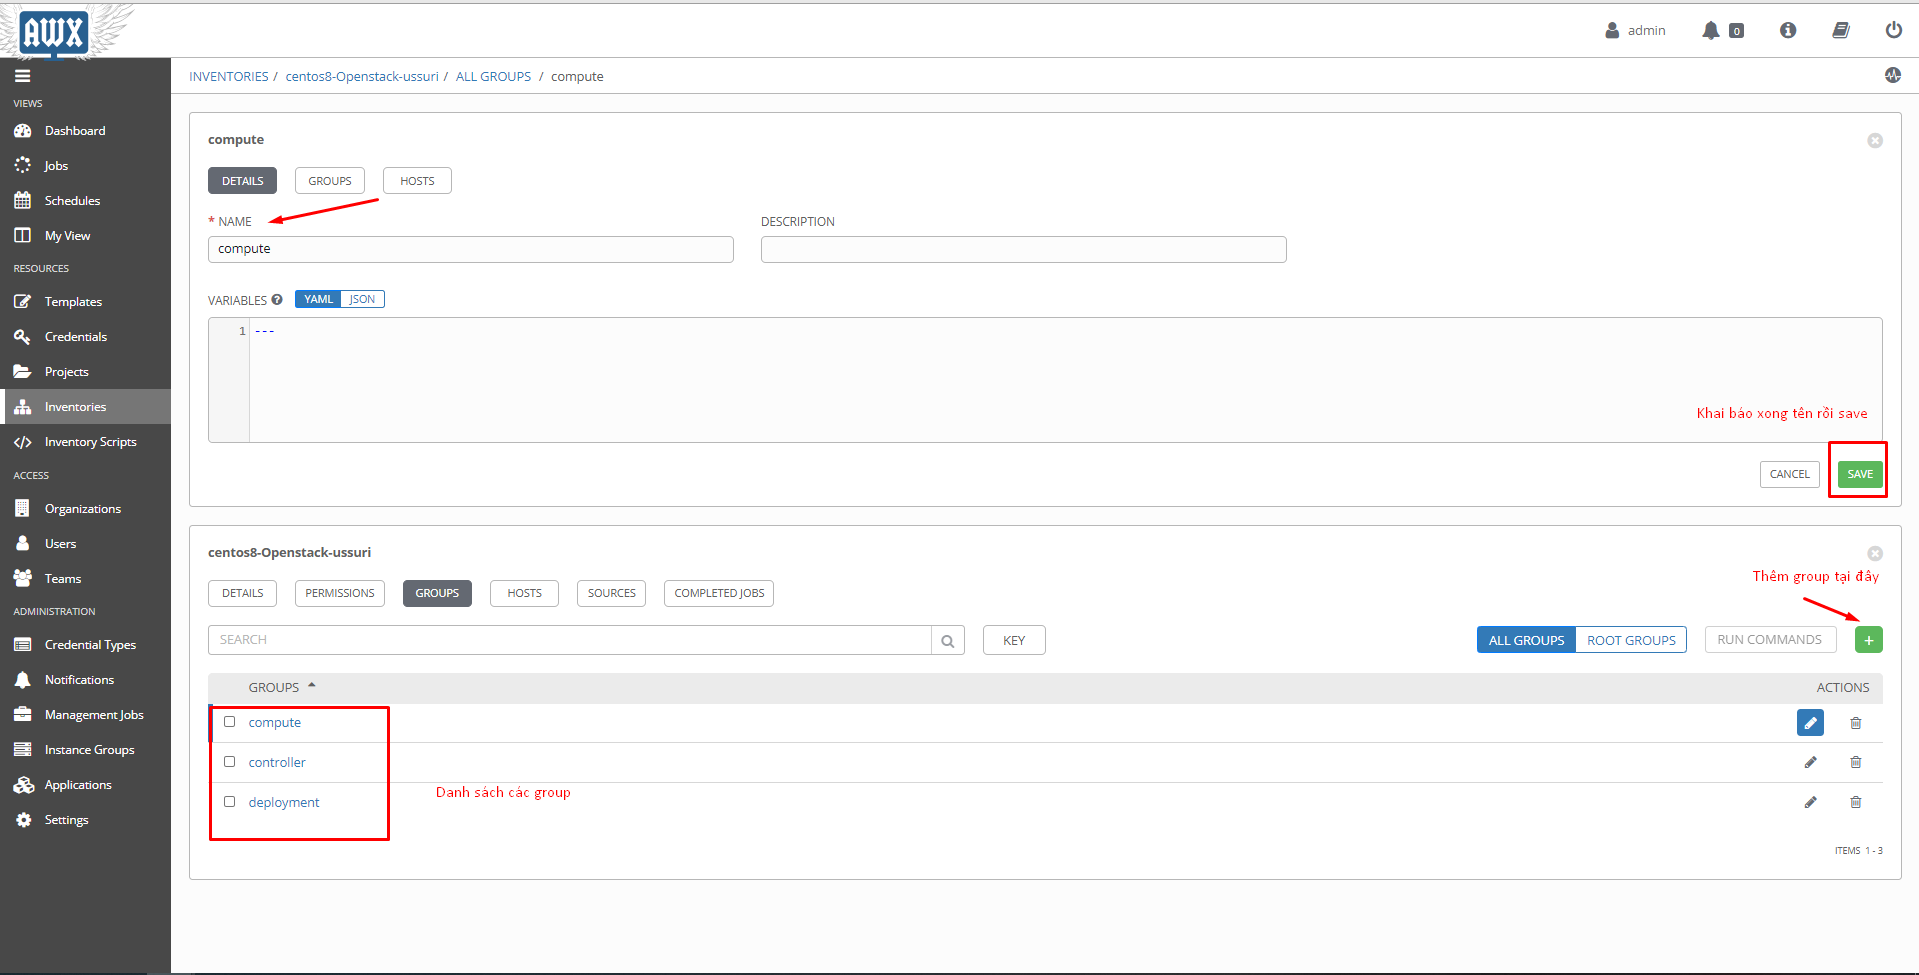 AWX
admin
0
VIEWS
Dashboard
Jobs
Schedules
My View
RESOURCES
Templates
Credentials
Projects
Inventories
Inventory Scripts
ACCESS
Organizations
Users
Teams
ADMINISTRATION
Credential Types
Notifications
Management Jobs
Instance Groups
Applications
Settings
INVENTORIES / centos8-Openstack-ussuri / ALL GROUPS / compute
compute
DETAILS GROUPS HOSTS
* NAME DESCRIPTION
compute
VARIABLES ? YAML JSON
1 ---
Khai báo xong tên rồi save
CANCEL SAVE
centos8-Openstack-ussuri
Thêm group tại đây
DETAILS PERMISSIONS GROUPS HOSTS SOURCES COMPLETED JOBS
SEARCH KEY ALL GROUPS ROOT GROUPS RUN COMMANDS +
GROUPS ACTIONS
compute
controller
Danh sách các group
deployment
ITEMS 1 - 3